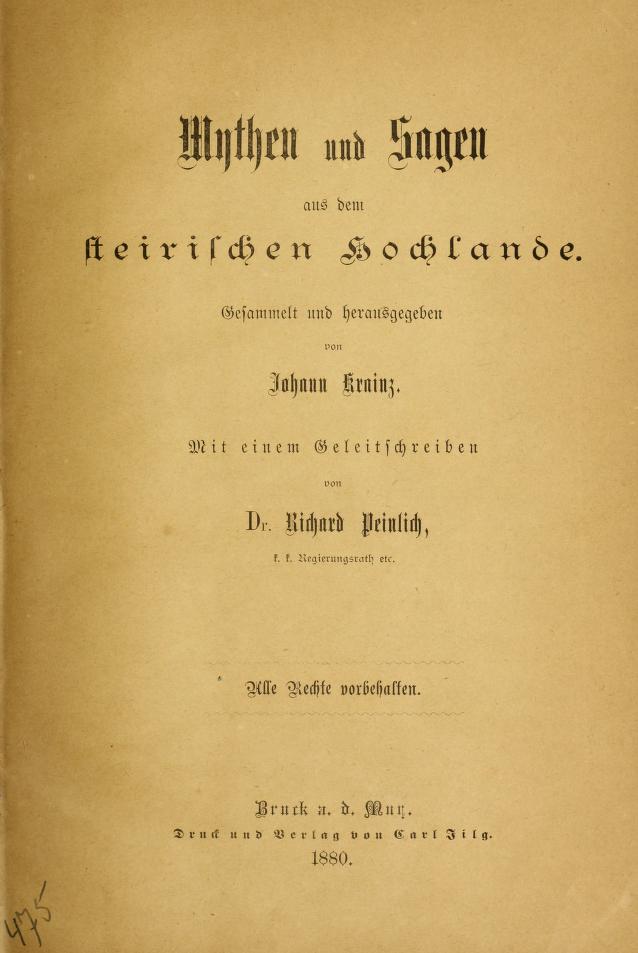 Mythen und Sagen
aus dem
steirischen Hochlande.
Gesammelt und herausgegeben
von
Johann Krainz.
Mit einem Geleitschreiben
von
Dr. Richard Peinlich,
k. k. Regierungsrath etc.
Alle Rechte vorbehalten.
Bruck a. d. Mur.
Druck und Verlag von Carl Jilg.
1880.
475